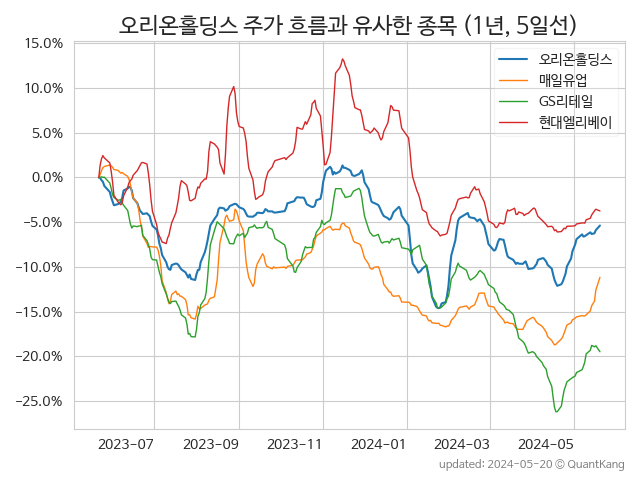 오리온홀딩스 주가 흐름과 유사한 종목 (1년, 5일선)
15.0%
10.0%
5.0%
0.0%
−5.0%
−10.0%
−15.0%
−20.0%
−25.0%
오리온홀딩스
매일유업
GS리테일
현대엘리베이
2023-07
2023-09
2023-11
2024-01
2024-03
2024-05
updated: 2024-05-20 © QuantKang